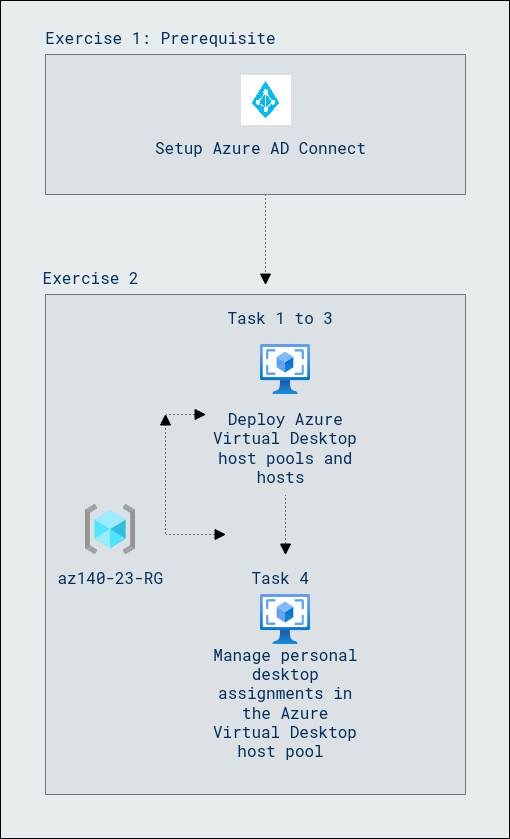 Exercise 1: Prerequisite
Setup Azure AD Connect
Exercise 2
Task 1 to 3
Deploy Azure
Virtual Desktop
host pools and
hosts
az140-23-RG
Task 4
Manage personal
desktop
assignments in
the Azure
Virtual Desktop
host pool